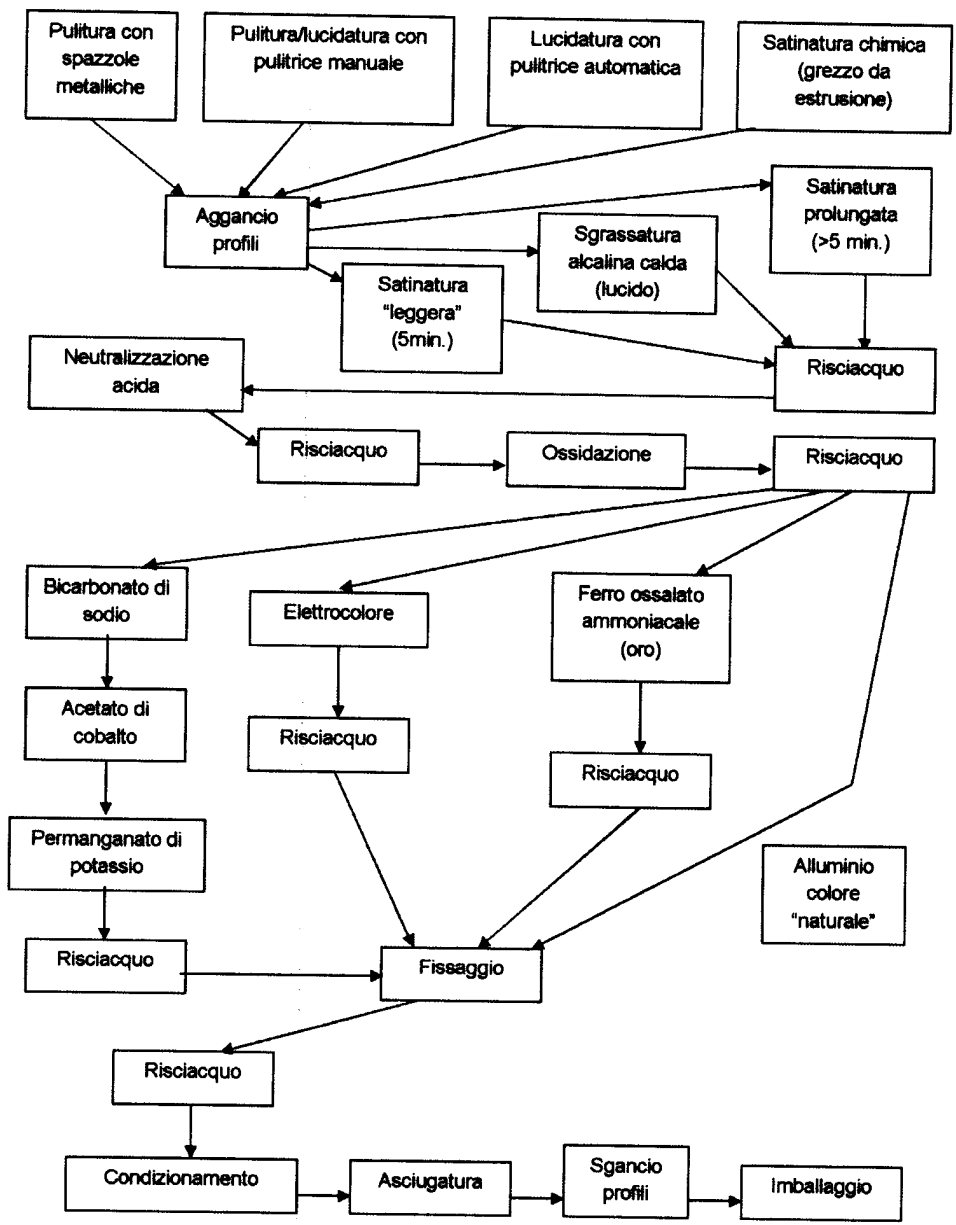 Pulitura con
spazzole
metalliche
Pulitura/lucidatura con
pulitrice manuale
Lucidatura con
pulitrice automatica
Satinatura chimica
(grezzo da
estrusione)
Aggancio
profili
Satinatura
prolungata
(>5 min.)
Sgrassatura
alcalina calda
(lucido)
Satinatura
"leggera"
(5min.)
Risciacquo
Neutralizzazione
acida
Risciacquo
Ossidazione
Risciacquo
Bicarbonato di
sodio
Elettrocolore
Ferro ossalato
ammoniacale
(oro)
Acetato di
cobalto
Risciacquo
Risciacquo
Permanganato di
potassio
Alluminio
colore
"naturale"
Risciacquo
Fissaggio
Risciacquo
Condizionamento
Asciugatura
Sgancio
profili
Imballaggio